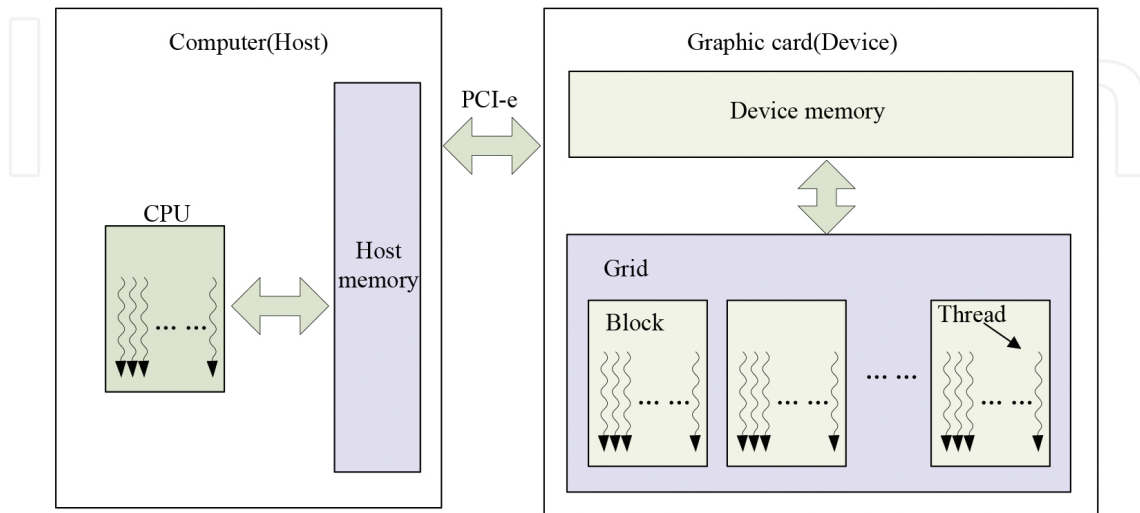 Computer(Host)
Graphic card(Device)
PCI-e
Device memory
CPU
Host
memory
... ...
Grid
Block
Thread
... ...
... ...
... ...
... ...